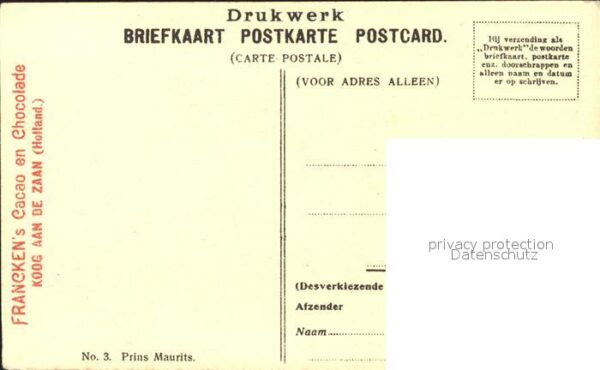 Drukwerk
BRIEFKAART POSTKARTE POSTCARD.
(CARTE POSTALE)
(VOOR ADRES ALLEEN)
Bij verzending als
„Drukwerk" de woorden
briefkaart, postkarte
enz. doorschrappen en
alleen naam en datum
er op schrijven.
FRANCKEN's Cacao en Chocolade
KOOG AAN DE ZAAN (Holland.)
privacy protection
Datenschutz
(Desverkiezende
Afzender
Naam
No. 3. Prins Maurits.